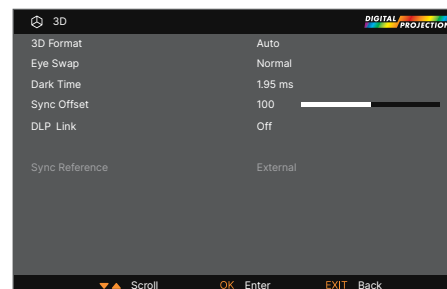 3D
DIGITAL PROJECTION
3D Format Auto
Eye Swap Normal
Dark Time 1.95 ms
Sync Offset 100
DLP Link Off
Sync Reference External
Scroll OK Enter EXIT Back